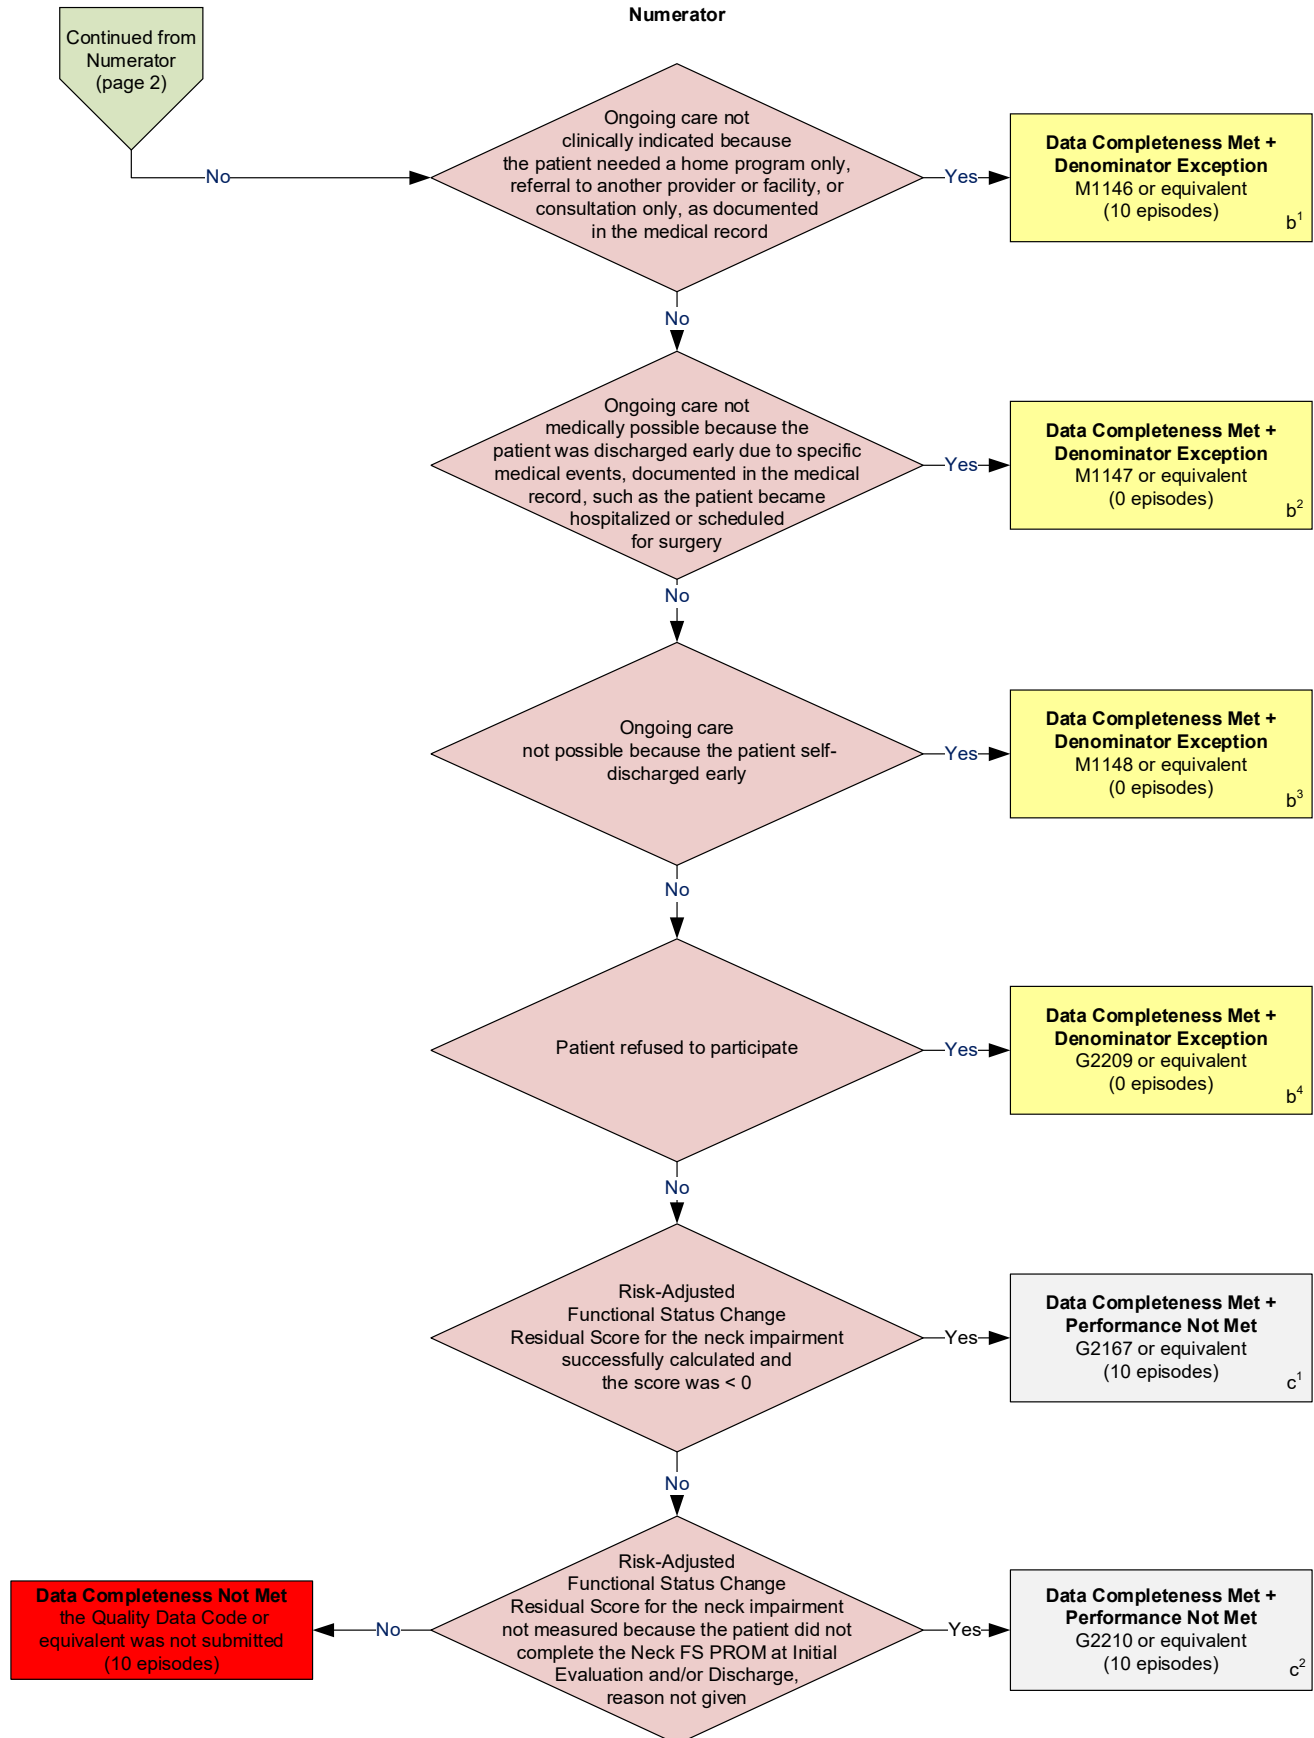 Numerator
Continued from
Numerator
(page 2)
No
Ongoing care not
clinically indicated because
the patient needed a home program only,
referral to another provider or facility, or
consultation only, as documented
in the medical record
Yes
Data Completeness Met +
Denominator Exception
M1146 or equivalent
(10 episodes)
b¹
No
Ongoing care not
medically possible because the
patient was discharged early due to specific
medical events, documented in the medical
record, such as the patient became
hospitalized or scheduled
for surgery
Yes
Data Completeness Met +
Denominator Exception
M1147 or equivalent
(0 episodes)
b²
No
Ongoing care
not possible because the patient self-
discharged early
Yes
Data Completeness Met +
Denominator Exception
M1148 or equivalent
(0 episodes)
b³
No
Patient refused to participate
Yes
Data Completeness Met +
Denominator Exception
G2209 or equivalent
(0 episodes)
b⁴
No
Risk-Adjusted
Functional Status Change
Residual Score for the neck impairment
successfully calculated and
the score was < 0
Yes
Data Completeness Met +
Performance Not Met
G2167 or equivalent
(10 episodes)
c¹
No
Risk-Adjusted
Functional Status Change
Residual Score for the neck impairment
not measured because the patient did not
complete the Neck FS PROM at Initial
Evaluation and/or Discharge,
reason not given
Yes
Data Completeness Met +
Performance Not Met
G2210 or equivalent
(10 episodes)
c²
No
Data Completeness Not Met
the Quality Data Code or
equivalent was not submitted
(10 episodes)